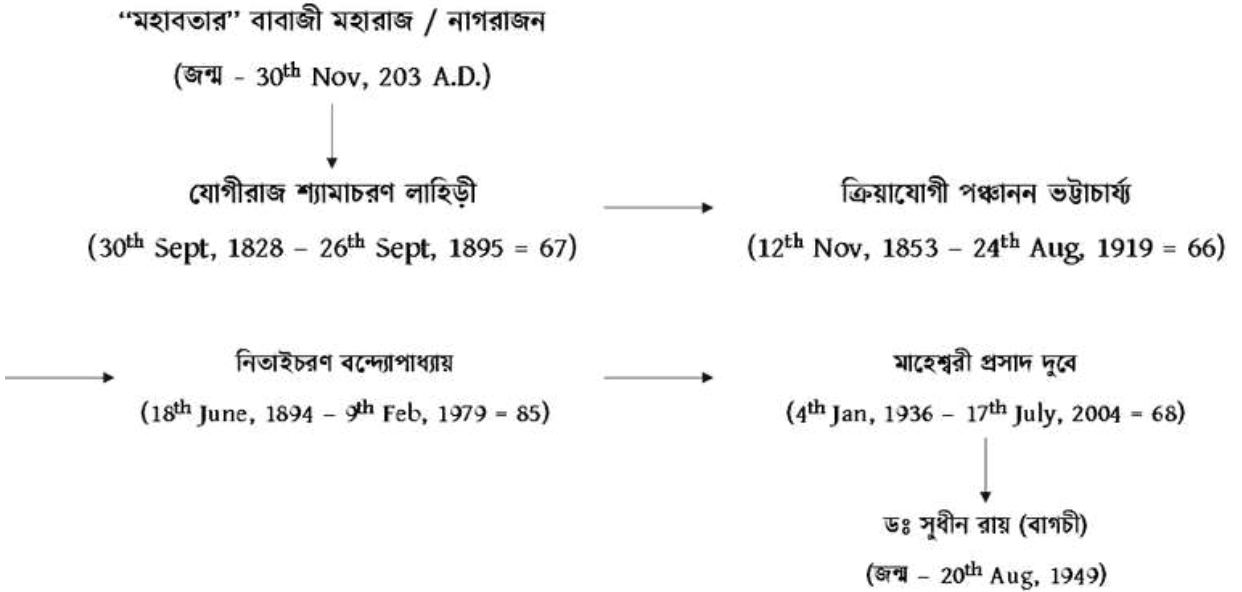 “মহাবতার” বাবাজী মহারাজ / নাগরাজন
(জন্ম – 30th Nov, 203 A.D.)
যোগীরাজ শ্যামাচরণ লাহিড়ী
(30th Sept, 1828 – 26th Sept, 1895 = 67)
ক্রিয়াযোগী পঞ্চানন ভট্টাচার্য্য
(12th Nov, 1853 – 24th Aug, 1919 = 66)
নিতাইচরণ বন্দ্যোপাধ্যায়
(18th June, 1894 – 9th Feb, 1979 = 85)
মাহেশ্বরী প্রসাদ দুবে
(4th Jan, 1936 – 17th July, 2004 = 68)
ডঃ সুধীন রায় (বাগচী)
(জন্ম – 20th Aug, 1949)